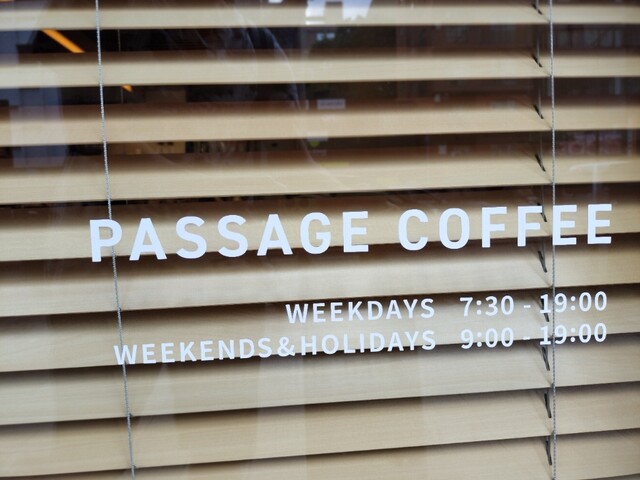 PASSAGE COFFEE
WEEKDAYS 7:30 - 19:00
WEEKENDS&HOLIDAYS 9:00 - 19:00